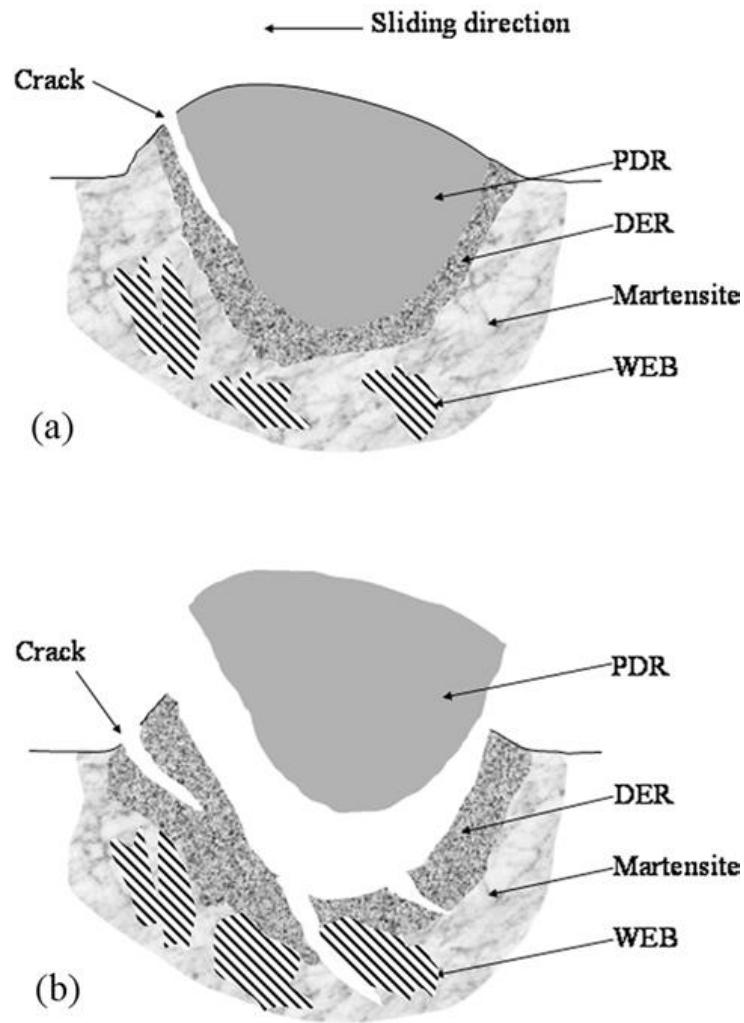 Sliding direction
Crack
PDR
DER
Martensite
WEB
(a)
Crack
PDR
DER
Martensite
WEB
(b)